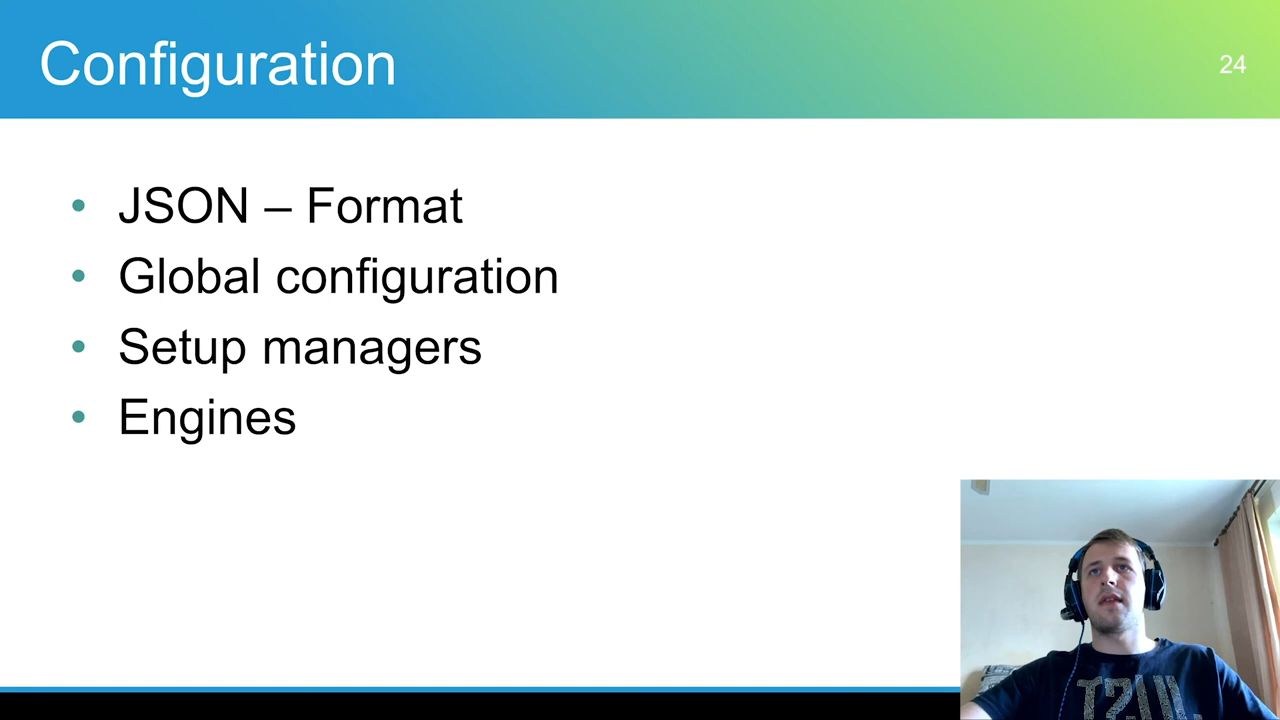 Configuration
24
• JSON – Format
• Global configuration
• Setup managers
• Engines